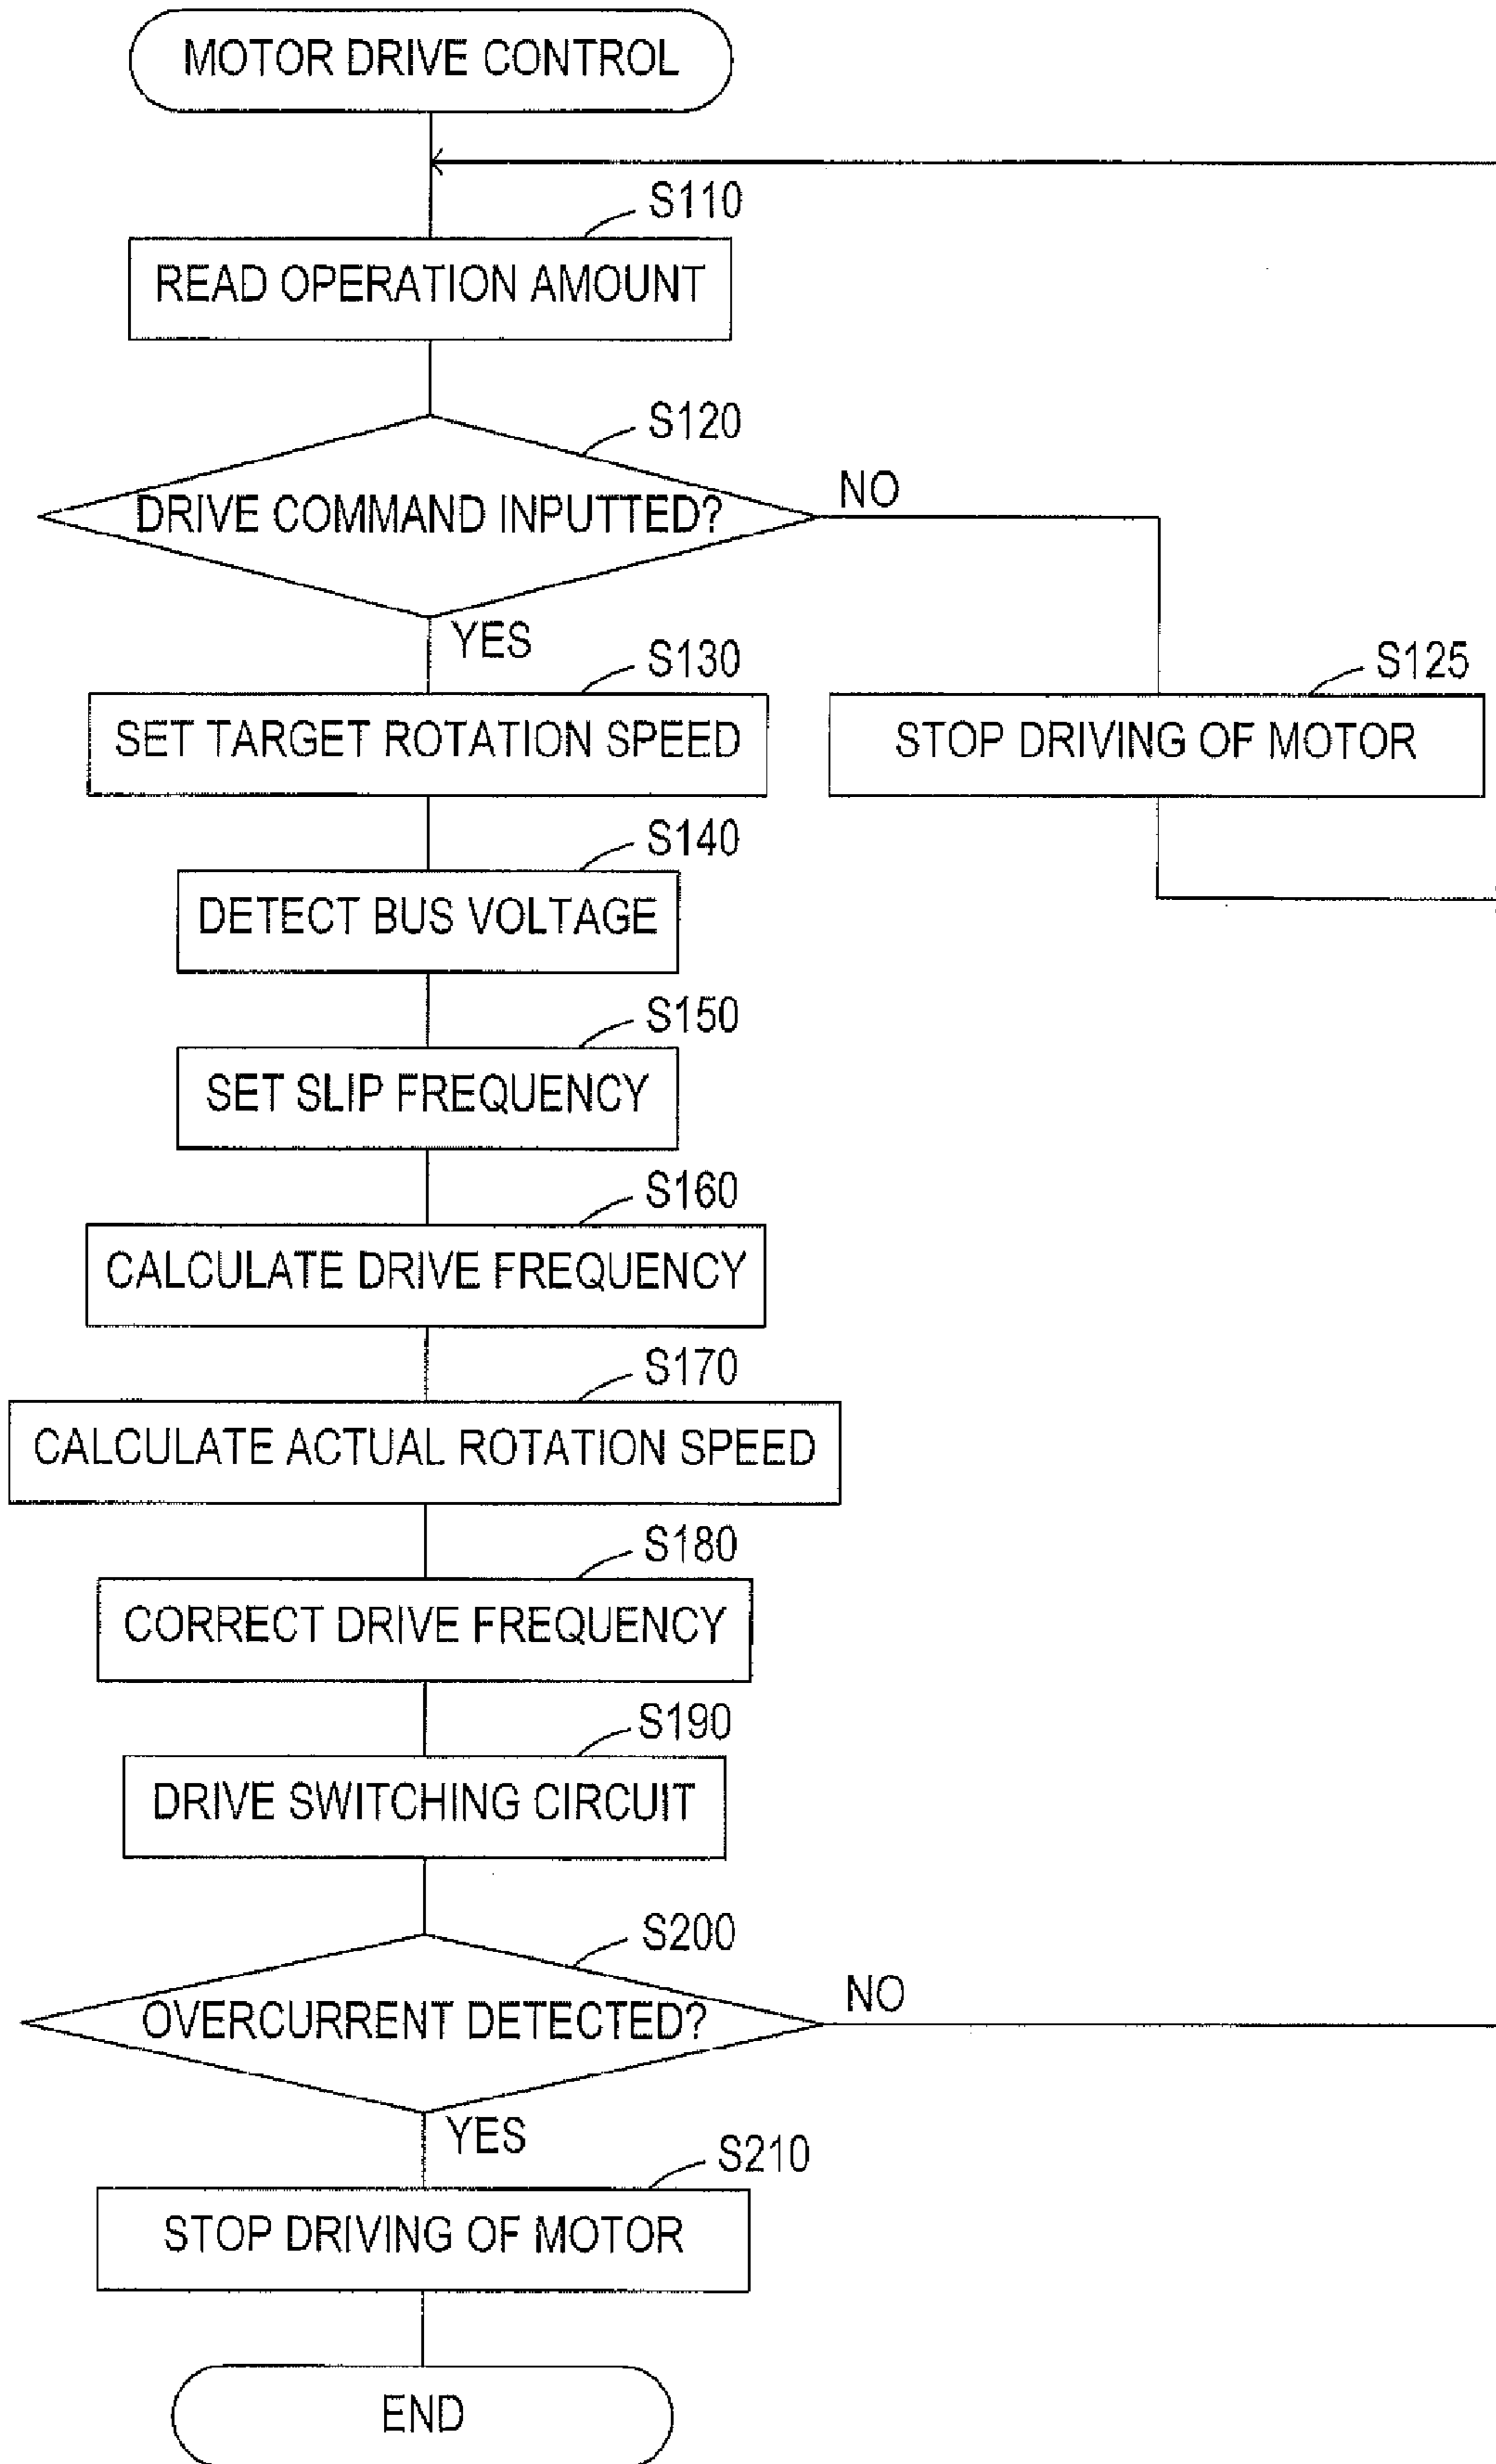 MOTOR DRIVE CONTROL
S110
READ OPERATION AMOUNT
S120
DRIVE COMMAND INPUTTED?
NO
YES
S130
SET TARGET ROTATION SPEED
S125
STOP DRIVING OF MOTOR
S140
DETECT BUS VOLTAGE
S150
SET SLIP FREQUENCY
S160
CALCULATE DRIVE FREQUENCY
S170
CALCULATE ACTUAL ROTATION SPEED
S180
CORRECT DRIVE FREQUENCY
S190
DRIVE SWITCHING CIRCUIT
S200
OVERCURRENT DETECTED?
NO
YES
S210
STOP DRIVING OF MOTOR
END